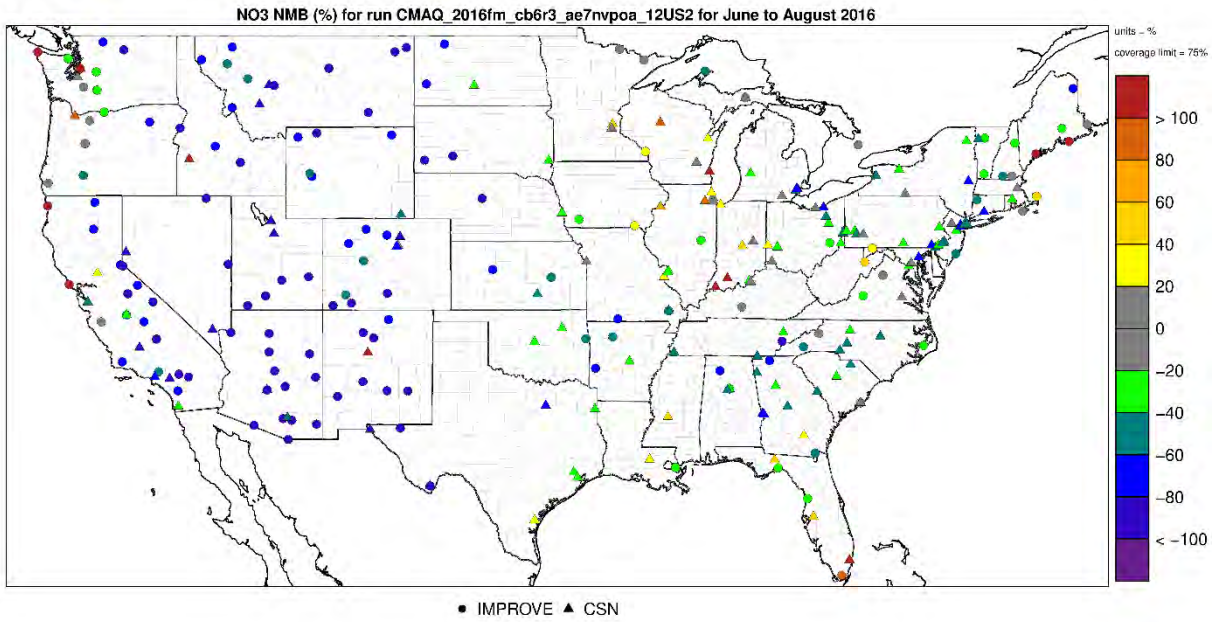 NO3 NMB (%) for run CMAQ_2016fm_cb6r3_ae7nvpoa_12US2 for June to August 2016
units = %
coverage limit = 75%
> 100
80
60
40
20
0
−20
−40
−60
−80
< −100
● IMPROVE ▲ CSN